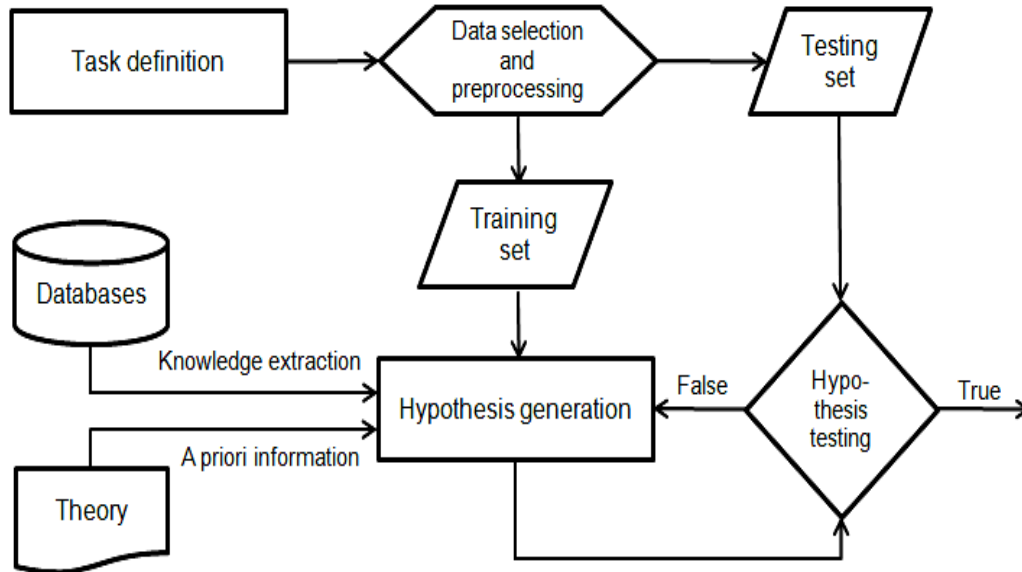 Task definition
Data selection
and
preprocessing
Testing
set
Training
set
Databases
Knowledge extraction
Hypothesis generation
False
Hypo-
thesis
testing
True
A priori information
Theory